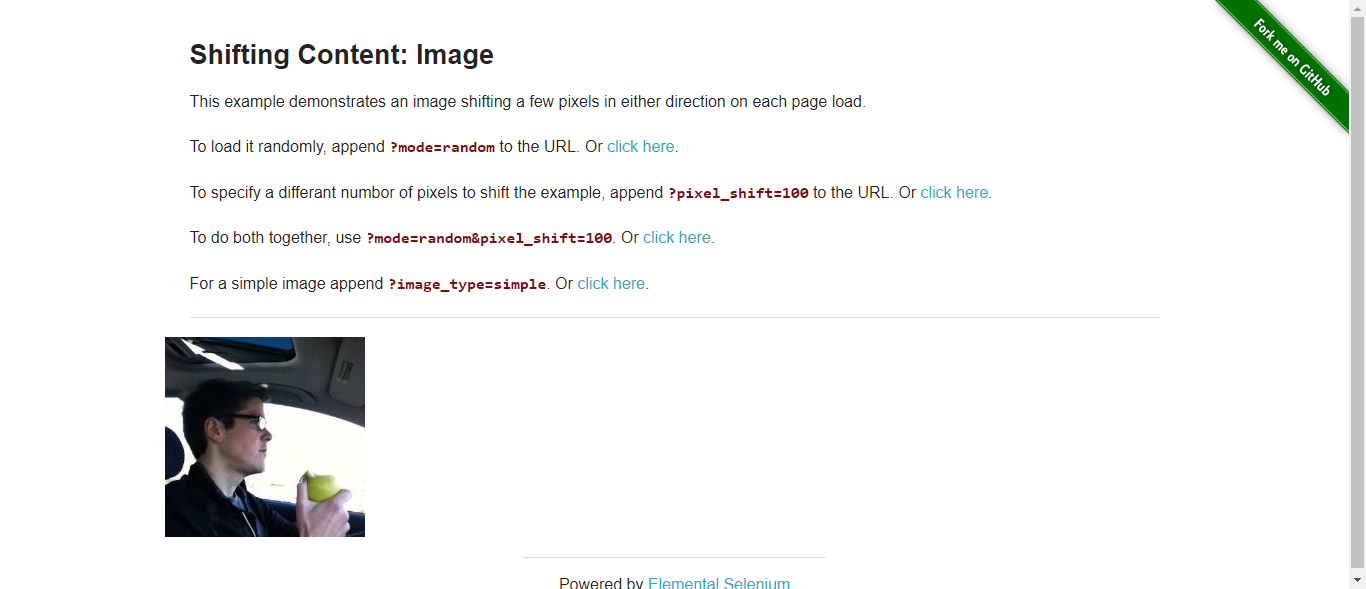 Fork me on GitHub
Shifting Content: Image
This example demonstrates an image shifting a few pixels in either direction on each page load.
To load it randomly, append ?mode=random to the URL. Or click here.
To specify a differant numbor of pixels to shift the example, append ?pixel_shift=100 to the URL. Or click here.
To do both together, use ?mode=random&pixel_shift=100. Or click here.
For a simple image append ?image_type=simple. Or click here.
Powered by Elemental Selenium